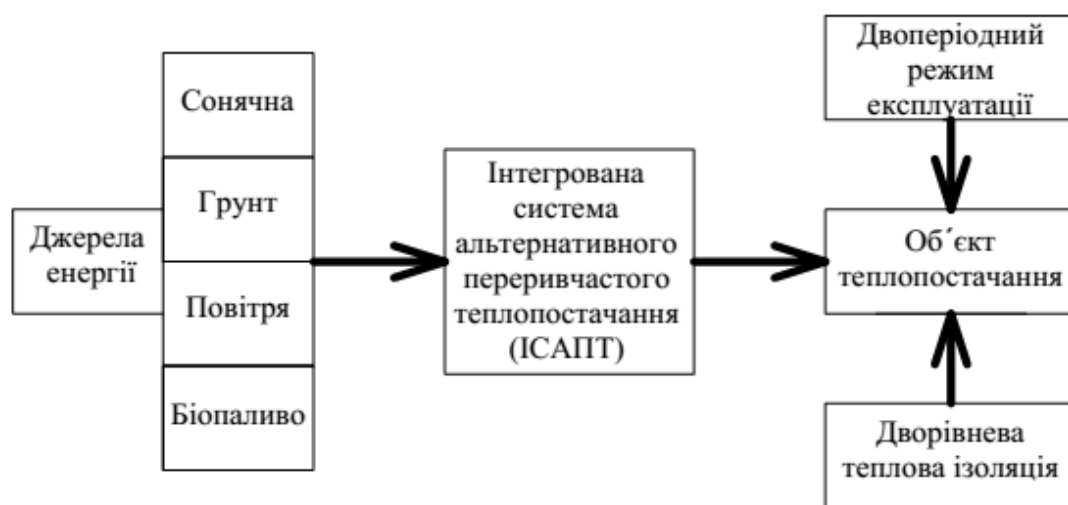 Джерела
енергії
Сонячна
Грунт
Повітря
Біопаливо
Інтегрована
система
альтернативного
переривчастого
теплопостачання
(ІСАПТ)
Двоперіодний
режим
експлуатації
Об´єкт
теплопостачання
Дворівнева
теплова ізоляція